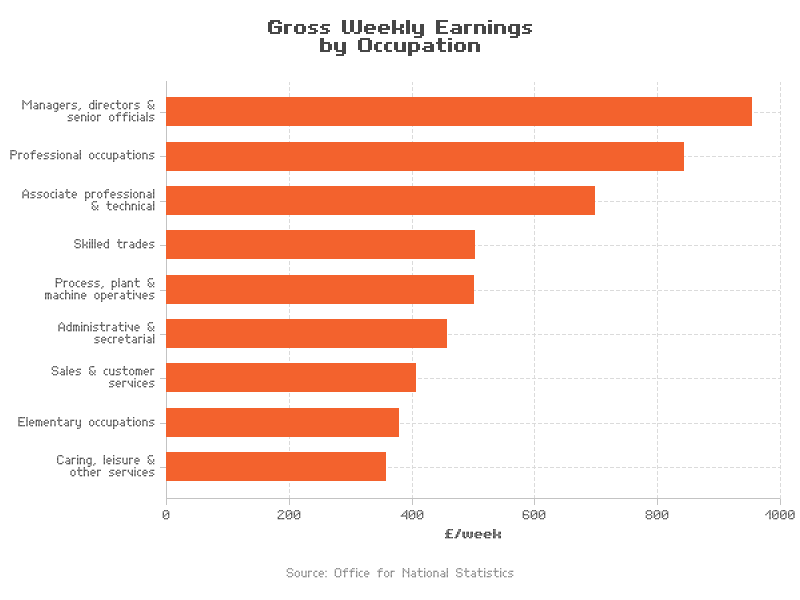 Gross Weekly Earnings
by Occupation
Managers, directors &
senior officials
Professional occupations
Associate professional
& technical
Skilled trades
Process, plant &
machine operatives
Administrative &
secretarial
Sales & customer
services
Elementary occupations
Caring, leisure &
other services
0 200 400 600 800 1000
£/week
Source: Office for National Statistics